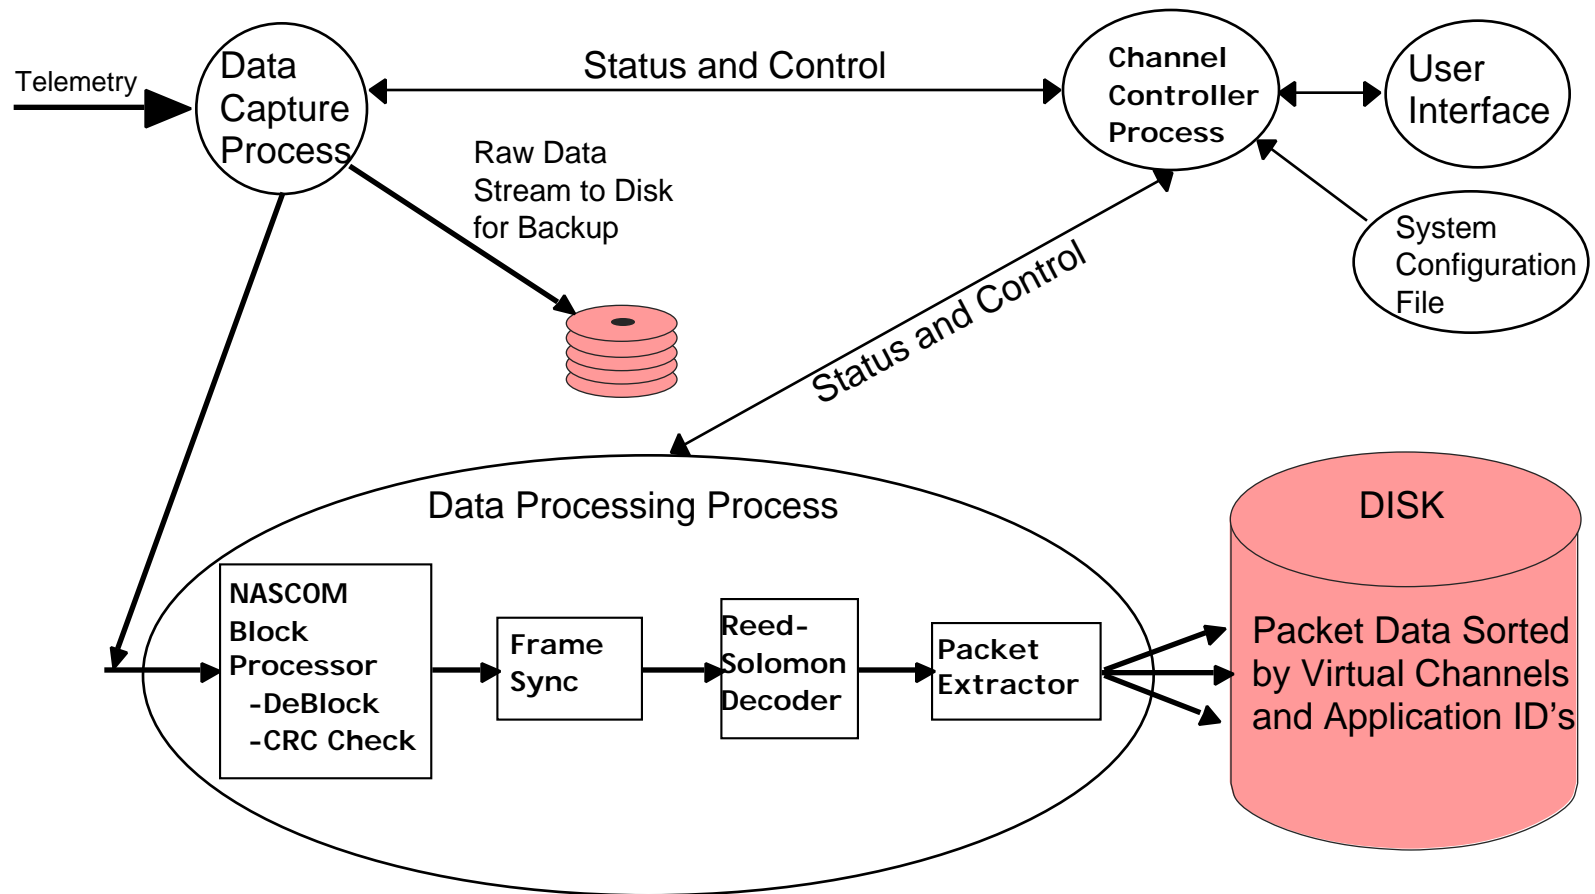 Telemetry
Data
Capture
Process
Status and Control
Channel
Controller
Process
User
Interface
Raw Data
Stream to Disk
for Backup
System
Configuration
File
Status and Control
Data Processing Process
NASCOM
Block
Processor
-DeBlock
-CRC Check
Frame
Sync
Reed-
Solomon
Decoder
Packet
Extractor
DISK
Packet Data Sorted
by Virtual Channels
and Application ID's